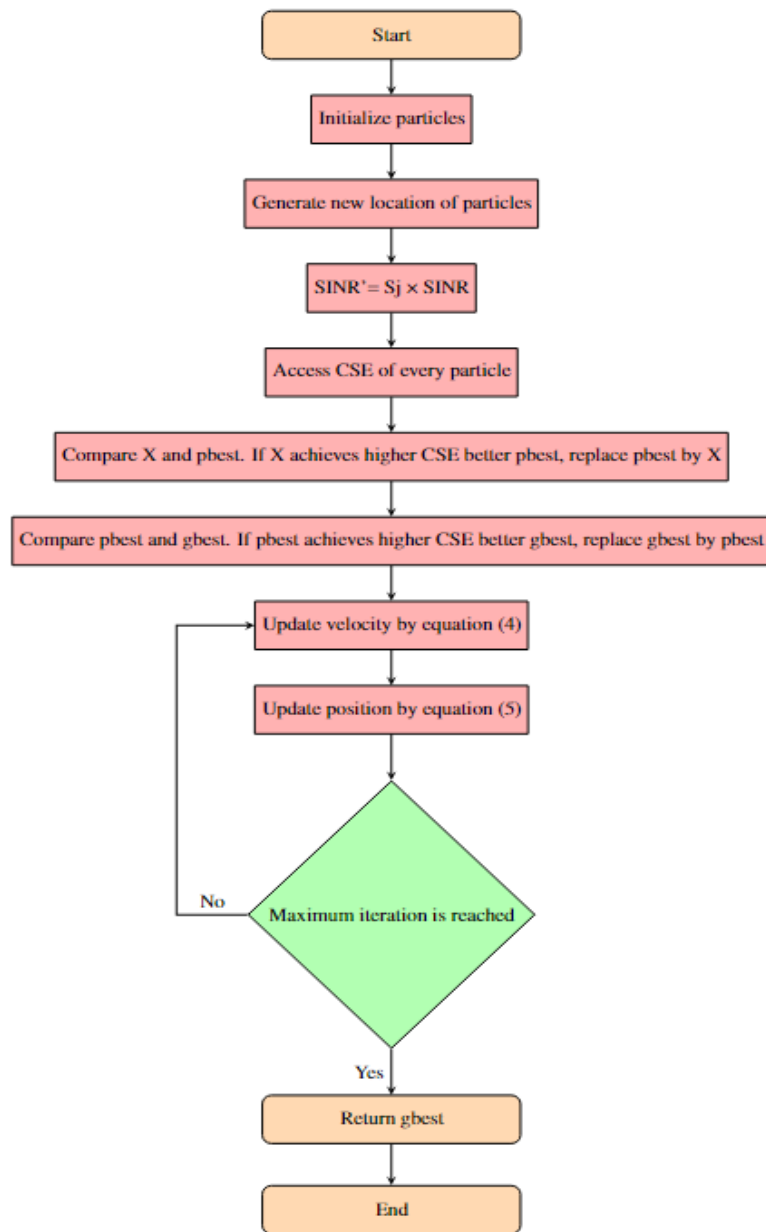 Start
Initialize particles
Generate new location of particles
SINR'= Sj × SINR
Access CSE of every particle
Compare X and pbest. If X achieves higher CSE better pbest, replace pbest by X
Compare pbest and gbest. If pbest achieves higher CSE better gbest, replace gbest by pbest
Update velocity by equation (4)
Update position by equation (5)
No
Maximum iteration is reached
Yes
Return gbest
End